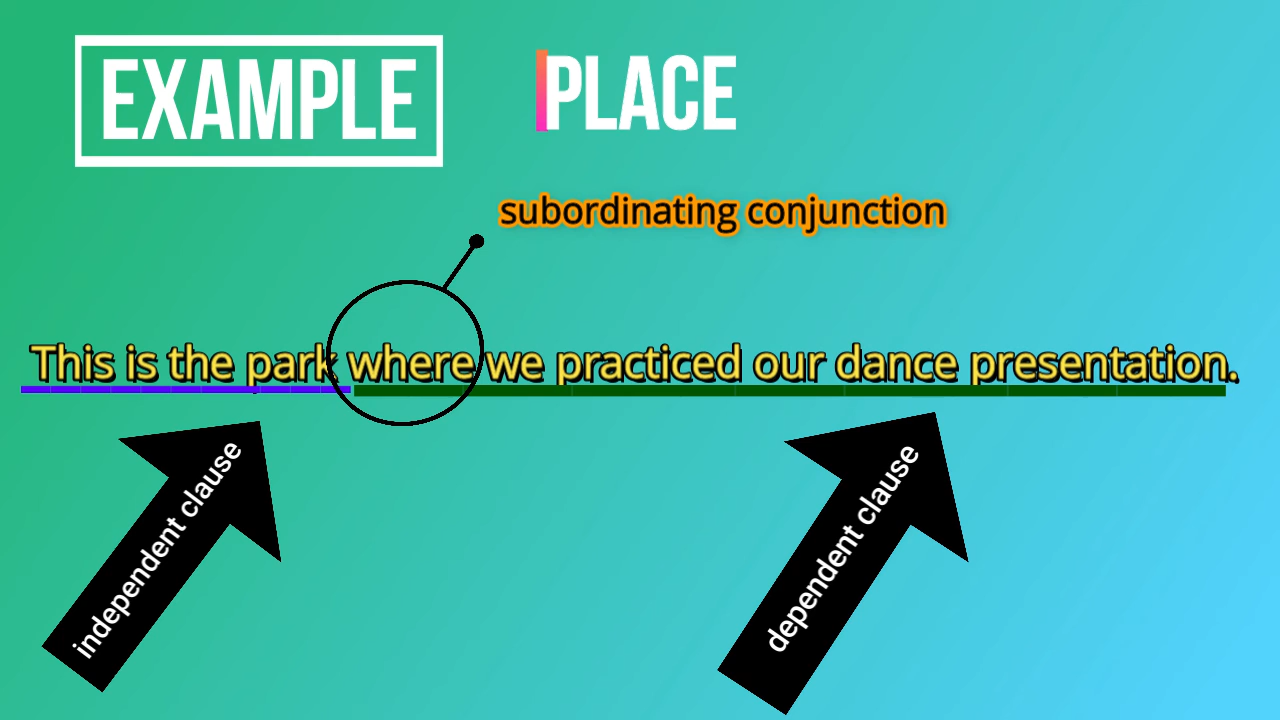 EXAMPLE
PLACE
subordinating conjunction
This is the park where we practiced our dance presentation.
independent clause
dependent clause